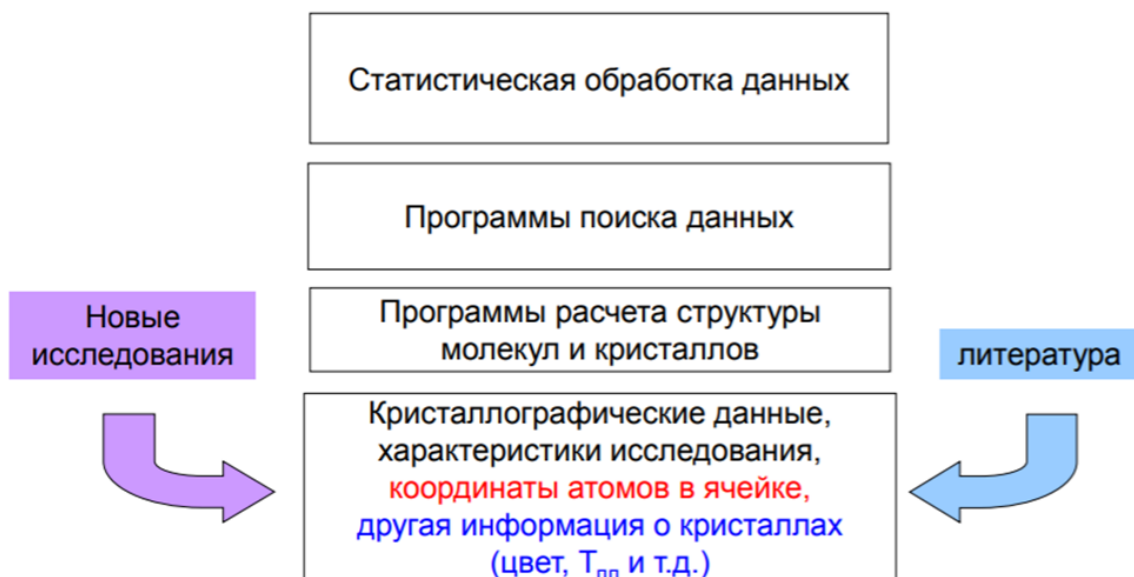 Статистическая обработка данных
Программы поиска данных
Новые
исследования
Программы расчета структуры
молекул и кристаллов
литература
Кристаллографические данные,
характеристики исследования,
координаты атомов в ячейке,
другая информация о кристаллах
(цвет, Tпл и т.д.)